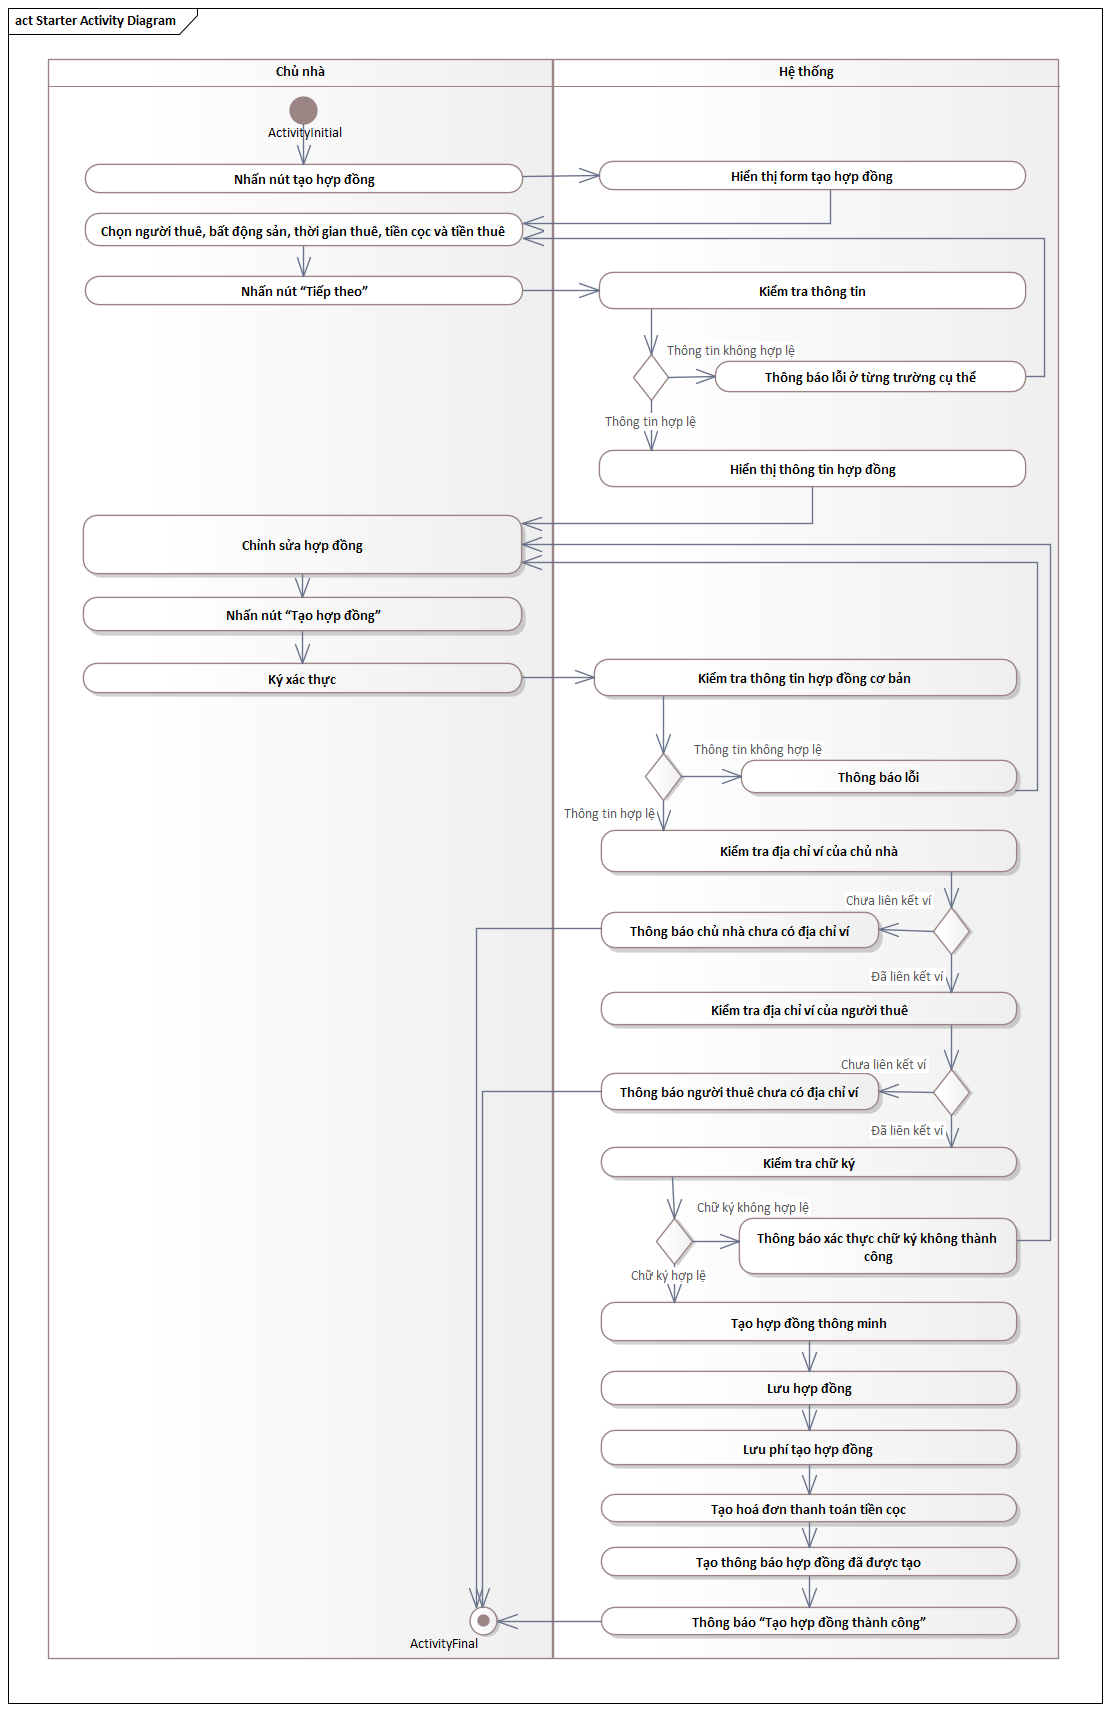 act Starter Activity Diagram
Chủ nhà
Hệ thống
ActivityInitial
Nhấn nút tạo hợp đồng
Hiển thị form tạo hợp đồng
Chọn người thuê, bất động sản, thời gian thuê, tiền cọc và tiền thuê
Nhấn nút “Tiếp theo”
Kiểm tra thông tin
Thông tin không hợp lệ
Thông báo lỗi ở từng trường cụ thể
Thông tin hợp lệ
Hiển thị thông tin hợp đồng
Chỉnh sửa hợp đồng
Nhấn nút “Tạo hợp đồng”
Ký xác thực
Kiểm tra thông tin hợp đồng cơ bản
Thông tin không hợp lệ
Thông báo lỗi
Thông tin hợp lệ
Kiểm tra địa chỉ ví của chủ nhà
Chưa liên kết ví
Thông báo chủ nhà chưa có địa chỉ ví
Đã liên kết ví
Kiểm tra địa chỉ ví của người thuê
Chưa liên kết ví
Thông báo người thuê chưa có địa chỉ ví
Đã liên kết ví
Kiểm tra chữ ký
Chữ ký không hợp lệ
Thông báo xác thực chữ ký không thành
công
Chữ ký hợp lệ
Tạo hợp đồng thông minh
Lưu hợp đồng
Lưu phí tạo hợp đồng
Tạo hoá đơn thanh toán tiền cọc
Tạo thông báo hợp đồng đã được tạo
Thông báo “Tạo hợp đồng thành công”
ActivityFinal